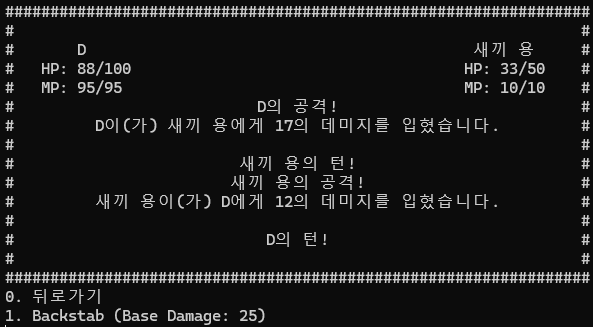 #################################################################
#                                                               #
#       D                                           새끼 용     #
#   HP: 88/100                                     HP: 33/50    #
#   MP: 95/95                                      MP: 10/10    #
#                           D의 공격!                           #
#         D이(가) 새끼 용에게 17의 데미지를 입혔습니다.         #
#                                                               #
#                         새끼 용의 턴!                         #
#                        새끼 용의 공격!                        #
#         새끼 용이(가) D에게 12의 데미지를 입혔습니다.         #
#                                                               #
#                            D의 턴!                            #
#                                                               #
#################################################################
0. 뒤로가기
1. Backstab (Base Damage: 25)